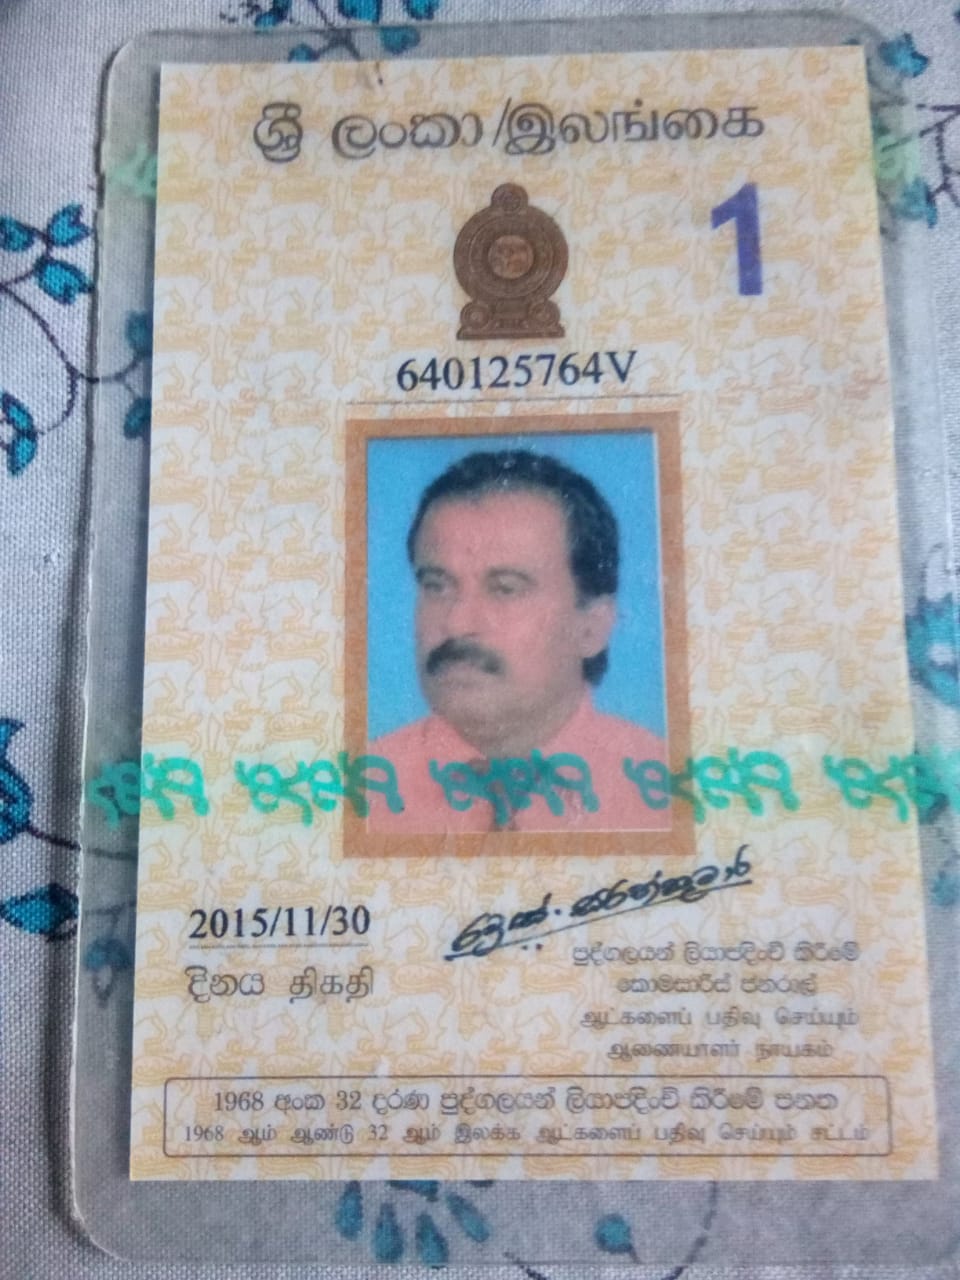 ශ්‍රී ලංකා/இலங்கை
1
640125764V
2015/11/30
දිනය திகதி
පුද්ගලයන් ලියාපදිංචි කිරීමේ
කොමසාරිස් ජනරාල්
ஆட்களைப் பதிவு செய்யும்
ஆணையாளர் நாயகம்
1968 අංක 32 දරණ පුද්ගලයන් ලියාපදිංචි කිරීමේ පනත
1968 ஆம் ஆண்டு 32 ஆம் இலக்க ஆட்களைப் பதிவு செய்யும் சட்டம்